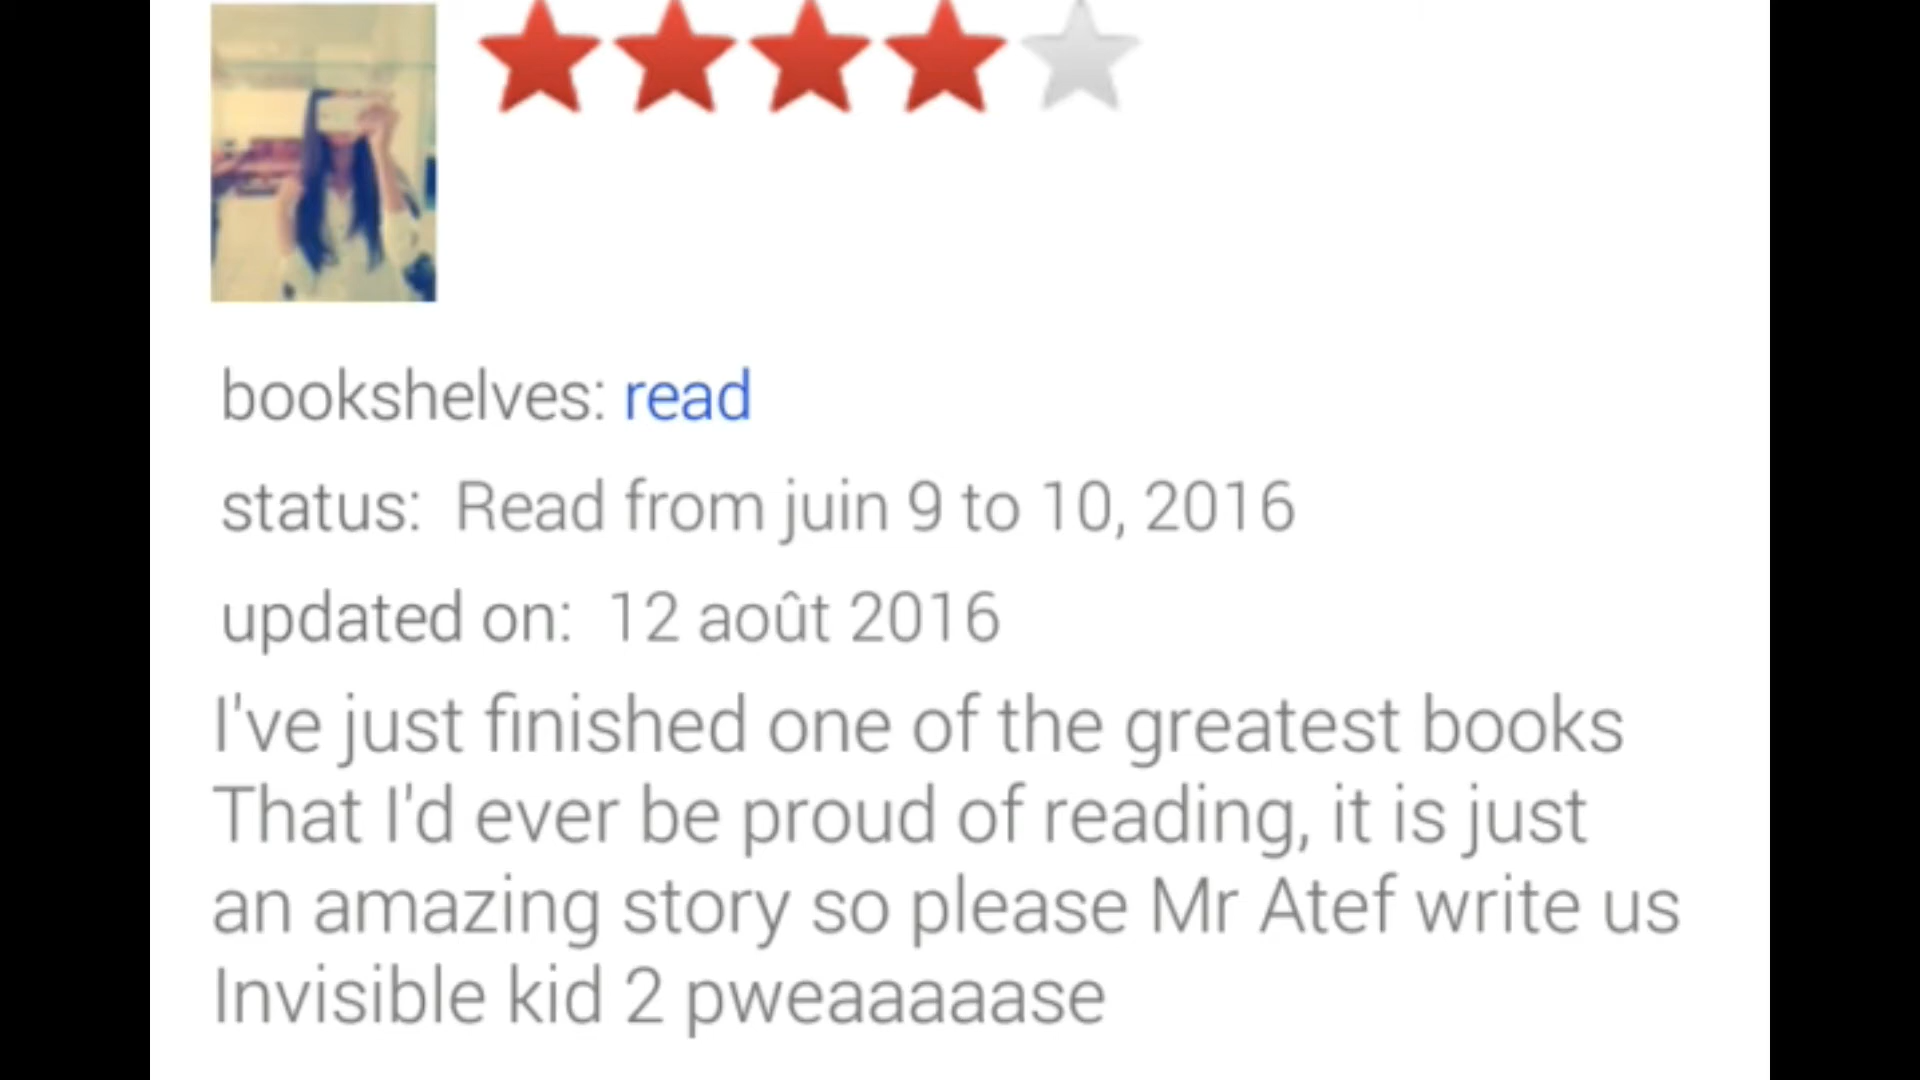 bookshelves: read
status: Read from juin 9 to 10, 2016
updated on: 12 août 2016
I've just finished one of the greatest books
That I'd ever be proud of reading, it is just
an amazing story so please Mr Atef write us
Invisible kid 2 pweaaaaaase